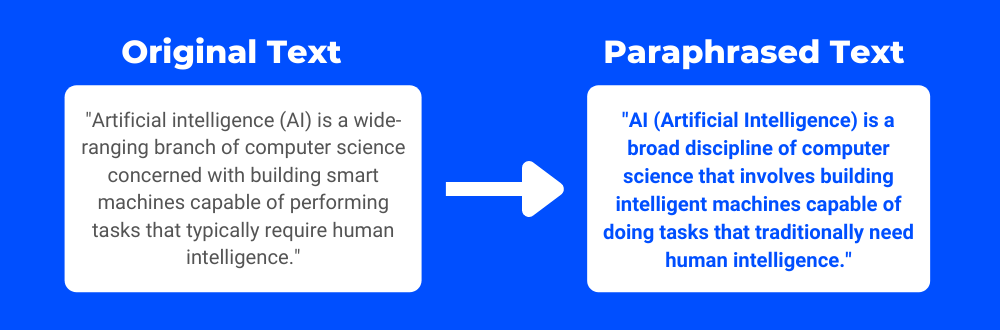 Original Text
"Artificial intelligence (AI) is a wide-
ranging branch of computer science
concerned with building smart
machines capable of performing
tasks that typically require human
intelligence."
Paraphrased Text
"AI (Artificial Intelligence) is a
broad discipline of computer
science that involves building
intelligent machines capable of
doing tasks that traditionally need
human intelligence."